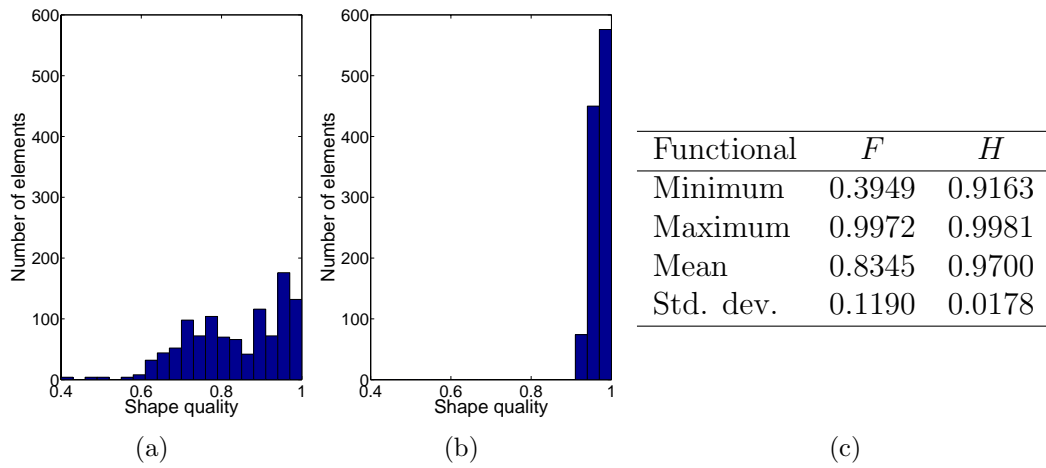 600
500
400
300
200
100
0
Number of elements
0.4 0.6 0.8 1
Shape quality
(a)
600
500
400
300
200
100
0
Number of elements
0.4 0.6 0.8 1
Shape quality
(b)
Functional F H
Minimum 0.3949 0.9163
Maximum 0.9972 0.9981
Mean 0.8345 0.9700
Std. dev. 0.1190 0.0178
(c)